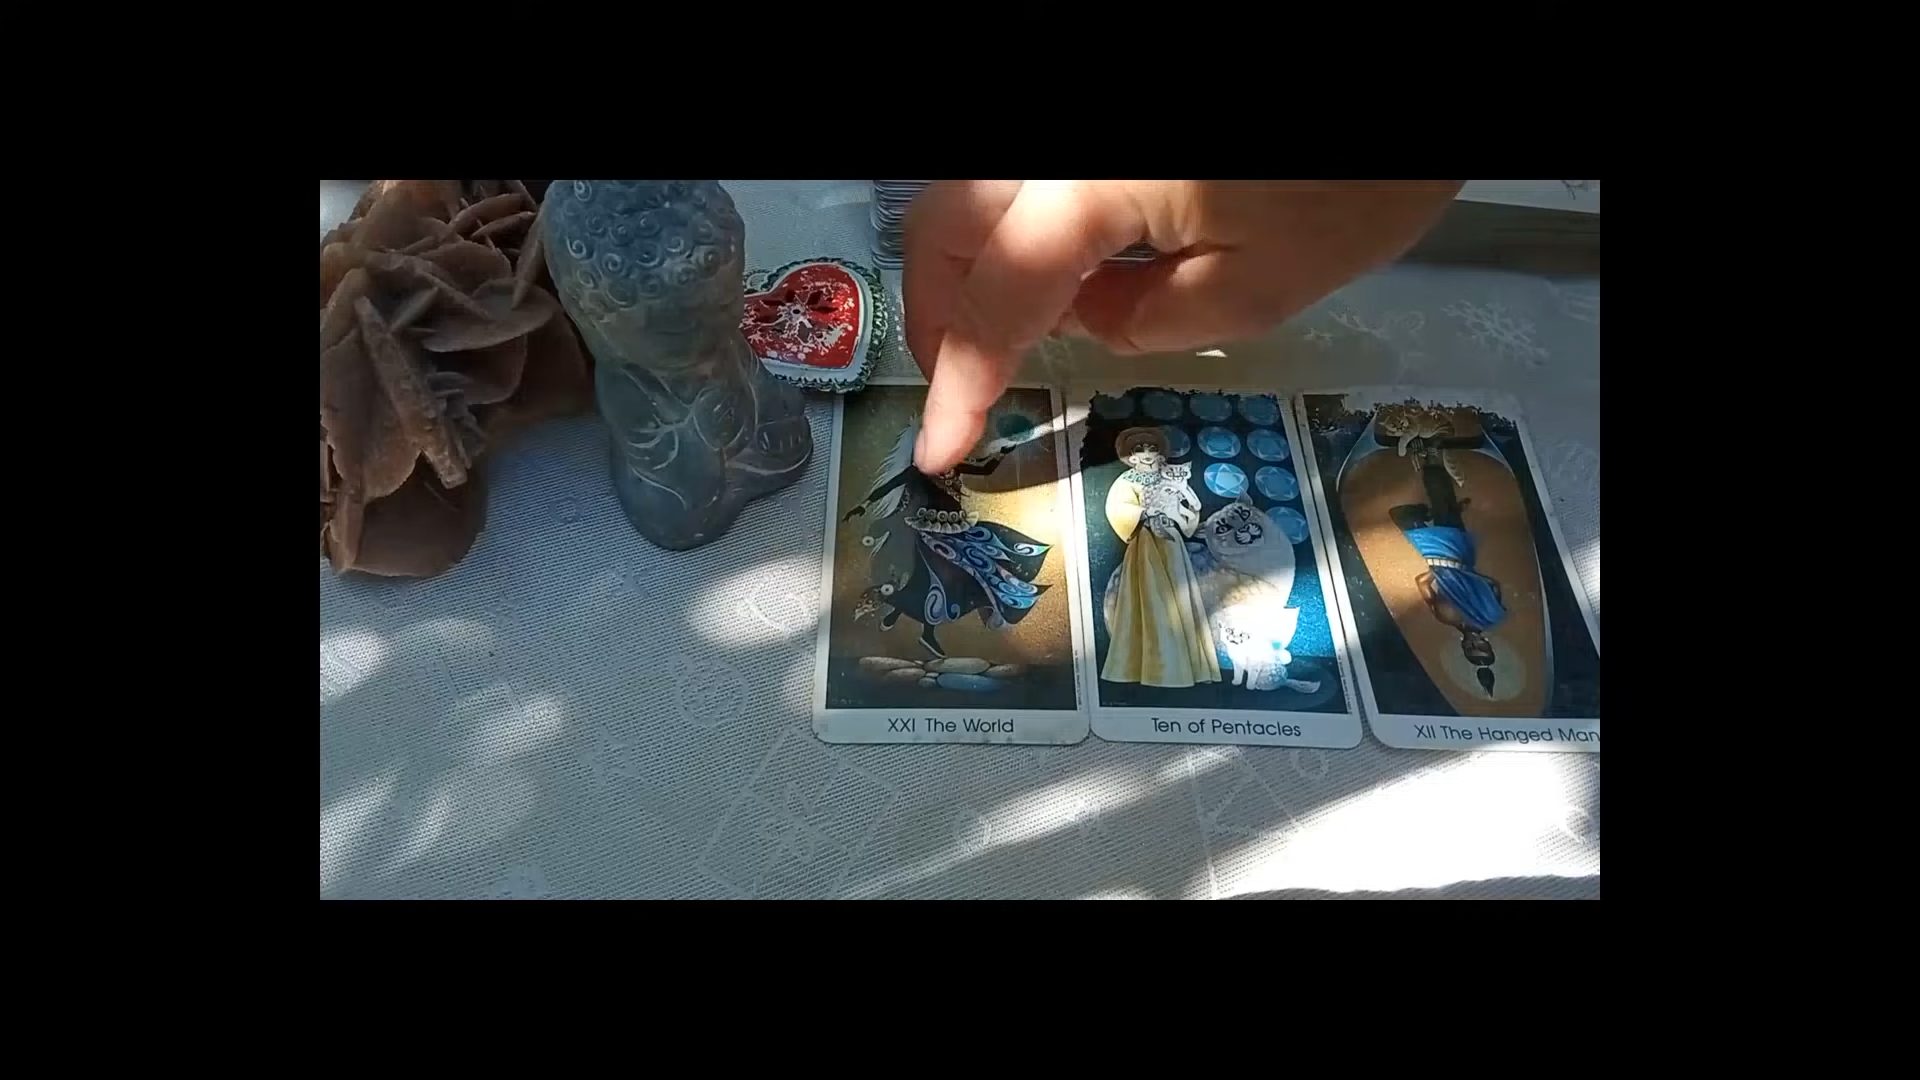 XXI The World
Ten of Pentacles
XII The Hanged Man